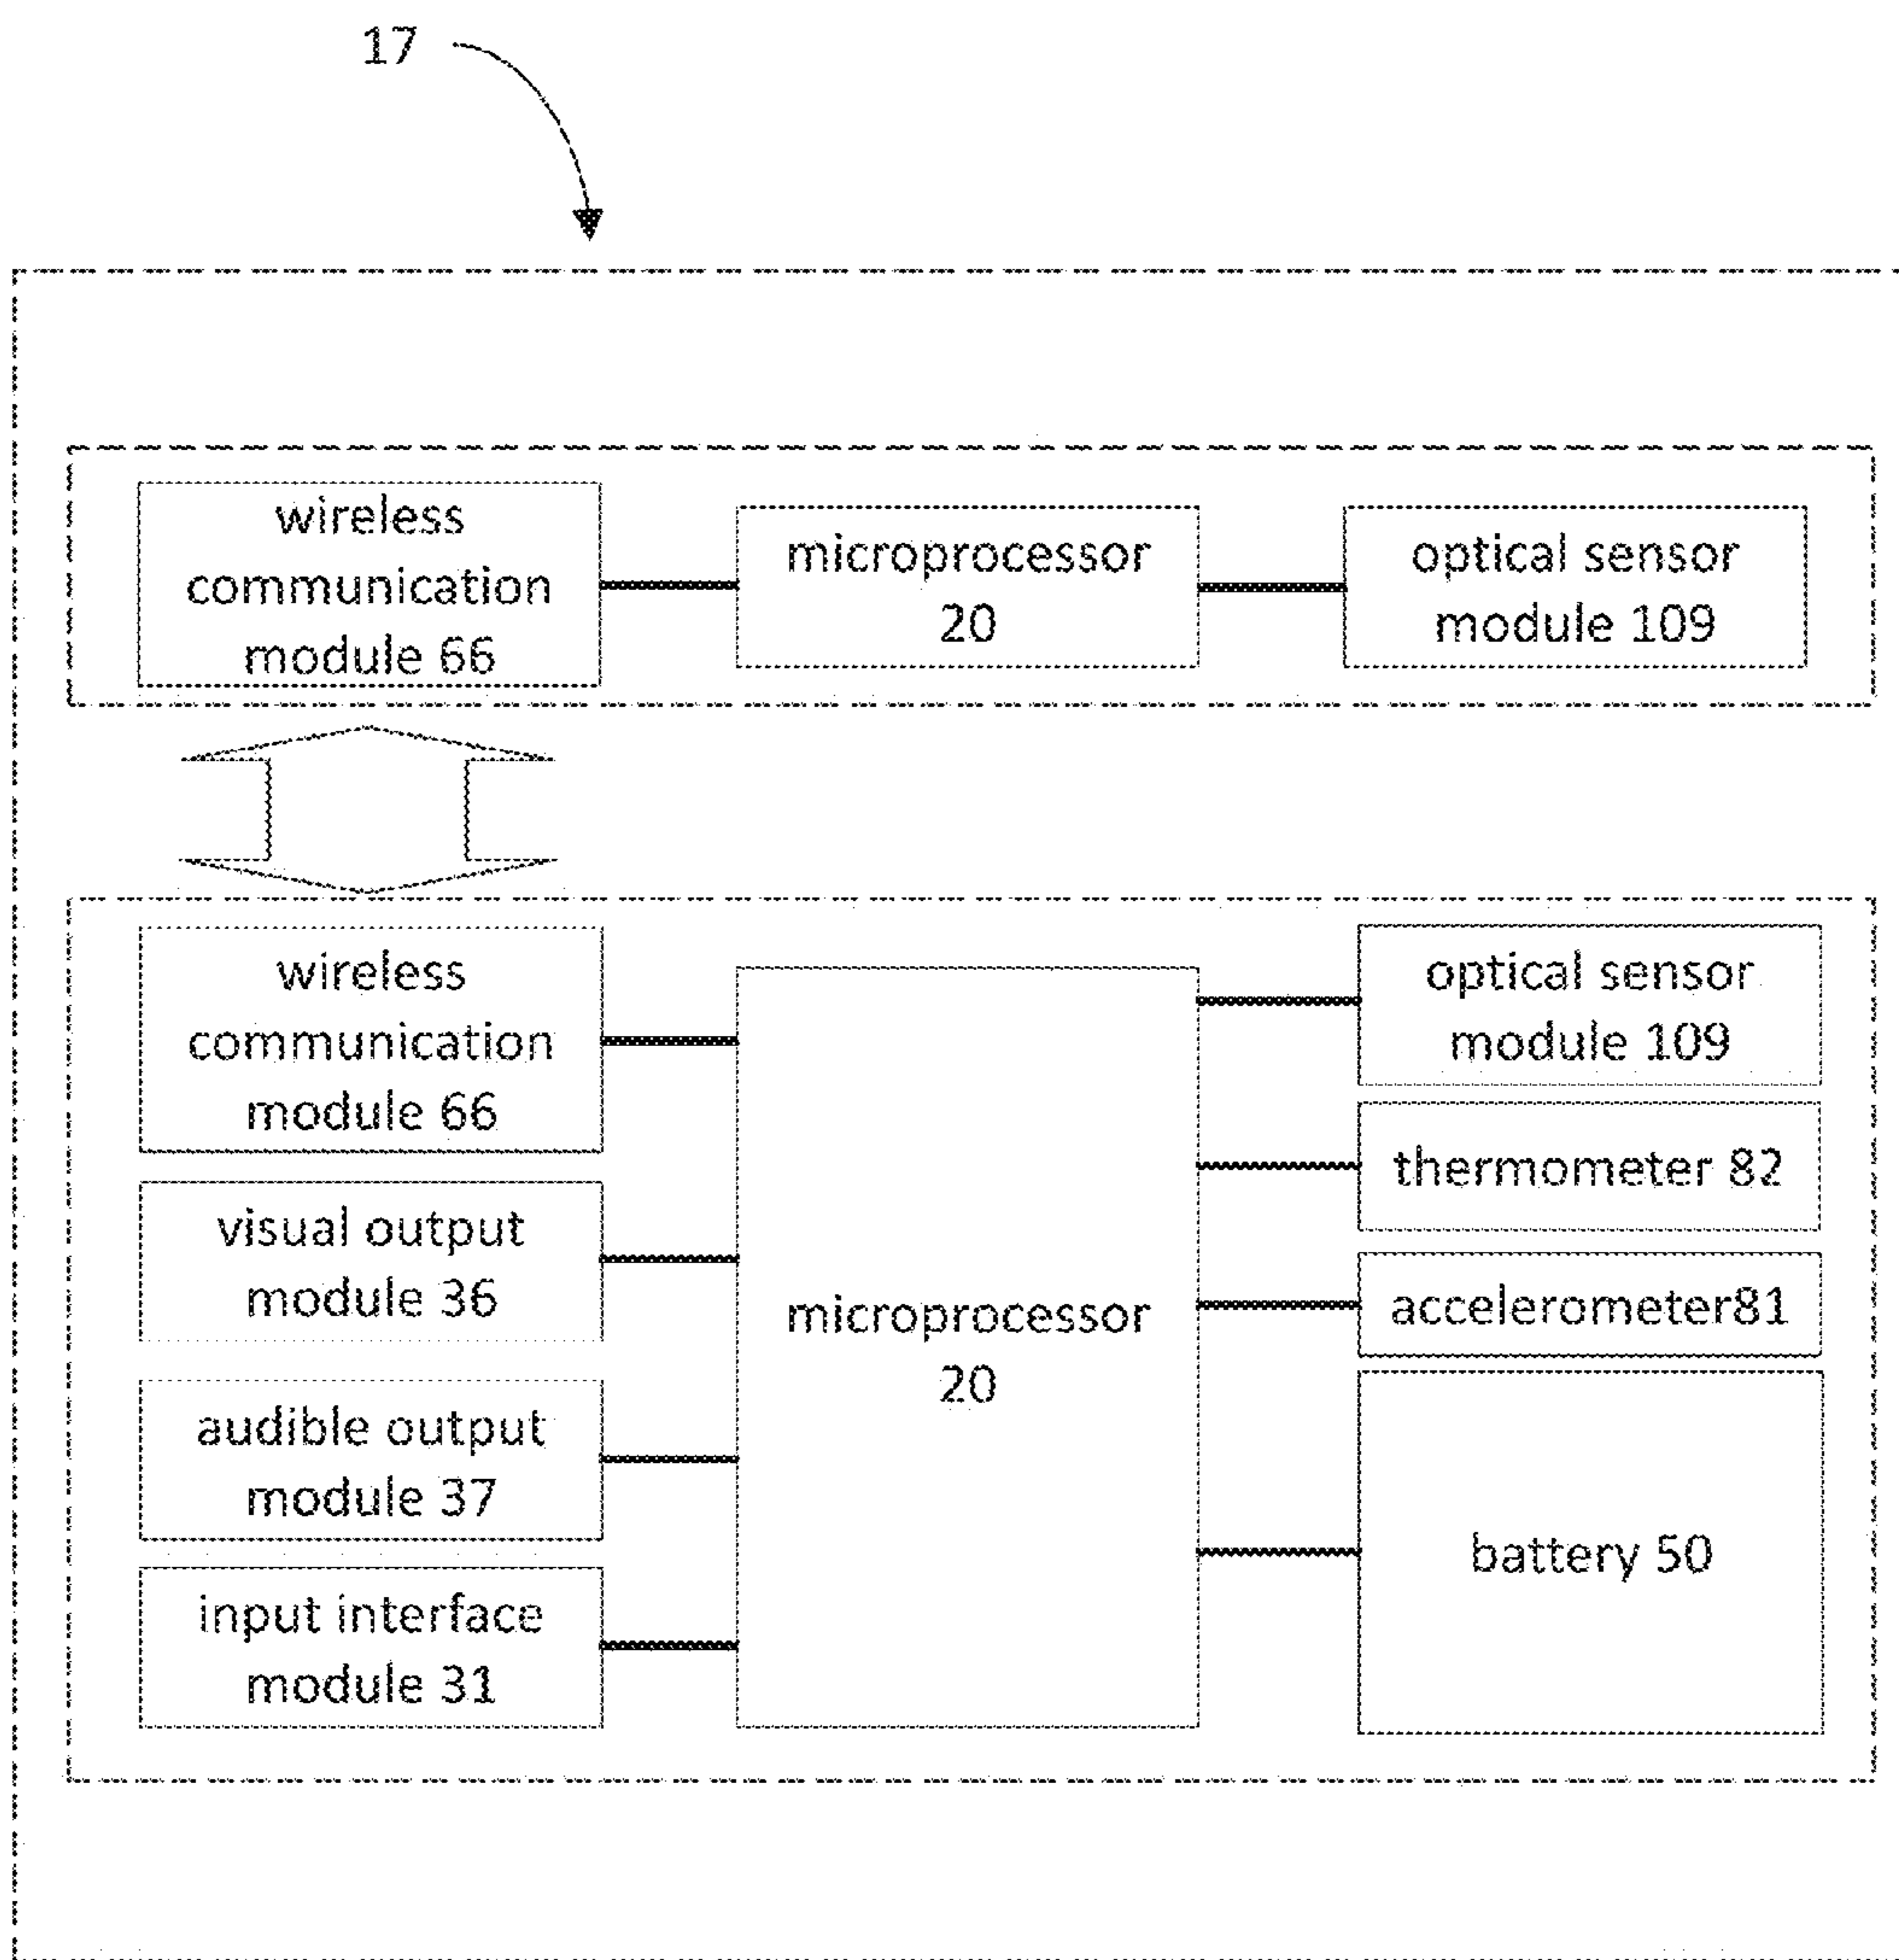 17
wireless
communication
module 66
microprocessor
20
optical sensor
module 109
wireless
communication
module 66
visual output
module 36
audible output
module 37
input interface
module 31
microprocessor
20
optical sensor
module 109
thermometer 82
accelerometer81
battery 50